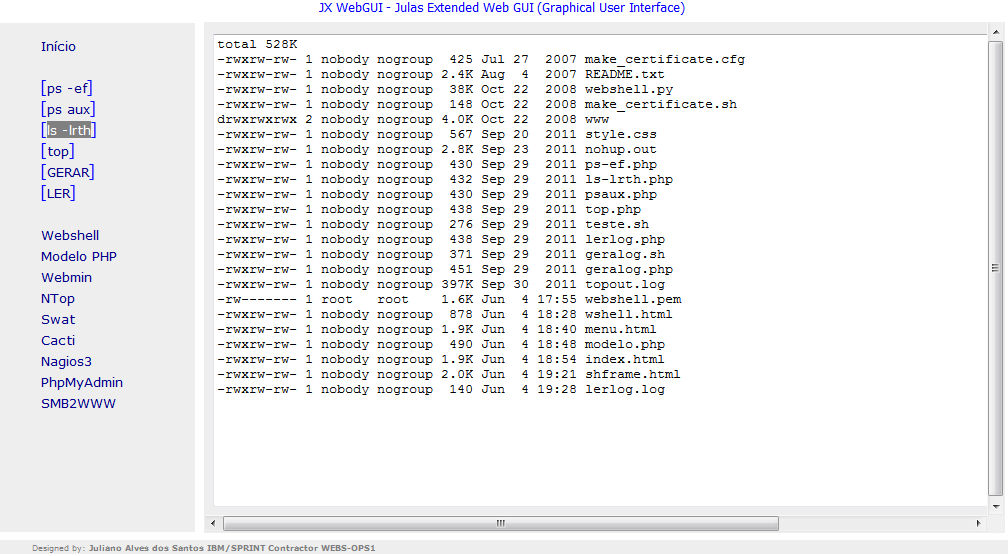 JX WebGUI - Julas Extended Web GUI (Graphical User Interface)
Início
[ps -ef]
[ps aux]
[ls -lrth]
[top]
[GERAR]
[LER]
Webshell
Modelo PHP
Webmin
NTop
Swat
Cacti
Nagios3
PhpMyAdmin
SMB2WWW
total 528K
-rwxrw-rw- 1 nobody nogroup  425 Jul 27  2007 make_certificate.cfg
-rwxrw-rw- 1 nobody nogroup 2.4K Aug  4  2007 README.txt
-rwxrw-rw- 1 nobody nogroup  38K Oct 22  2008 webshell.py
-rwxrw-rw- 1 nobody nogroup  148 Oct 22  2008 make_certificate.sh
drwxrwxrwx 2 nobody nogroup 4.0K Oct 22  2008 www
-rwxrw-rw- 1 nobody nogroup  567 Sep 20  2011 style.css
-rwxrw-rw- 1 nobody nogroup 2.8K Sep 23  2011 nohup.out
-rwxrw-rw- 1 nobody nogroup  430 Sep 29  2011 ps-ef.php
-rwxrw-rw- 1 nobody nogroup  432 Sep 29  2011 ls-lrth.php
-rwxrw-rw- 1 nobody nogroup  430 Sep 29  2011 psaux.php
-rwxrw-rw- 1 nobody nogroup  438 Sep 29  2011 top.php
-rwxrw-rw- 1 nobody nogroup  276 Sep 29  2011 teste.sh
-rwxrw-rw- 1 nobody nogroup  438 Sep 29  2011 lerlog.php
-rwxrw-rw- 1 nobody nogroup  371 Sep 29  2011 geralog.sh
-rwxrw-rw- 1 nobody nogroup  451 Sep 29  2011 geralog.php
-rwxrw-rw- 1 nobody nogroup 397K Sep 30  2011 topout.log
-rw------- 1 root   root    1.6K Jun  4 17:55 webshell.pem
-rwxrw-rw- 1 nobody nogroup  878 Jun  4 18:28 wshell.html
-rwxrw-rw- 1 nobody nogroup 1.9K Jun  4 18:40 menu.html
-rwxrw-rw- 1 nobody nogroup  490 Jun  4 18:48 modelo.php
-rwxrw-rw- 1 nobody nogroup 1.9K Jun  4 18:54 index.html
-rwxrw-rw- 1 nobody nogroup 2.0K Jun  4 19:21 shframe.html
-rwxrw-rw- 1 nobody nogroup  140 Jun  4 19:28 lerlog.log
Designed by: Juliano Alves dos Santos IBM/SPRINT Contractor WEBS-OPS1